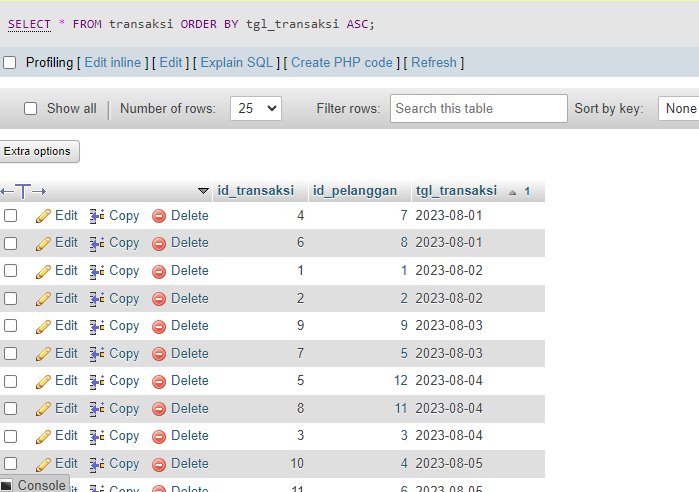 SELECT * FROM transaksi ORDER BY tgl_transaksi ASC;
Profiling [ Edit inline ] [ Edit ] [ Explain SQL ] [ Create PHP code ] [ Refresh ]
Show all Number of rows: 25 Filter rows: Search this table Sort by key: None
Extra options
id_transaksi id_pelanggan tgl_transaksi 1
Edit Copy Delete 4 7 2023-08-01
Edit Copy Delete 6 8 2023-08-01
Edit Copy Delete 1 1 2023-08-02
Edit Copy Delete 2 2 2023-08-02
Edit Copy Delete 9 9 2023-08-03
Edit Copy Delete 7 5 2023-08-03
Edit Copy Delete 5 12 2023-08-04
Edit Copy Delete 8 11 2023-08-04
Edit Copy Delete 3 3 2023-08-04
Edit Copy Delete 10 4 2023-08-05
Console Edit Copy Delete 11 6 2023-08-05